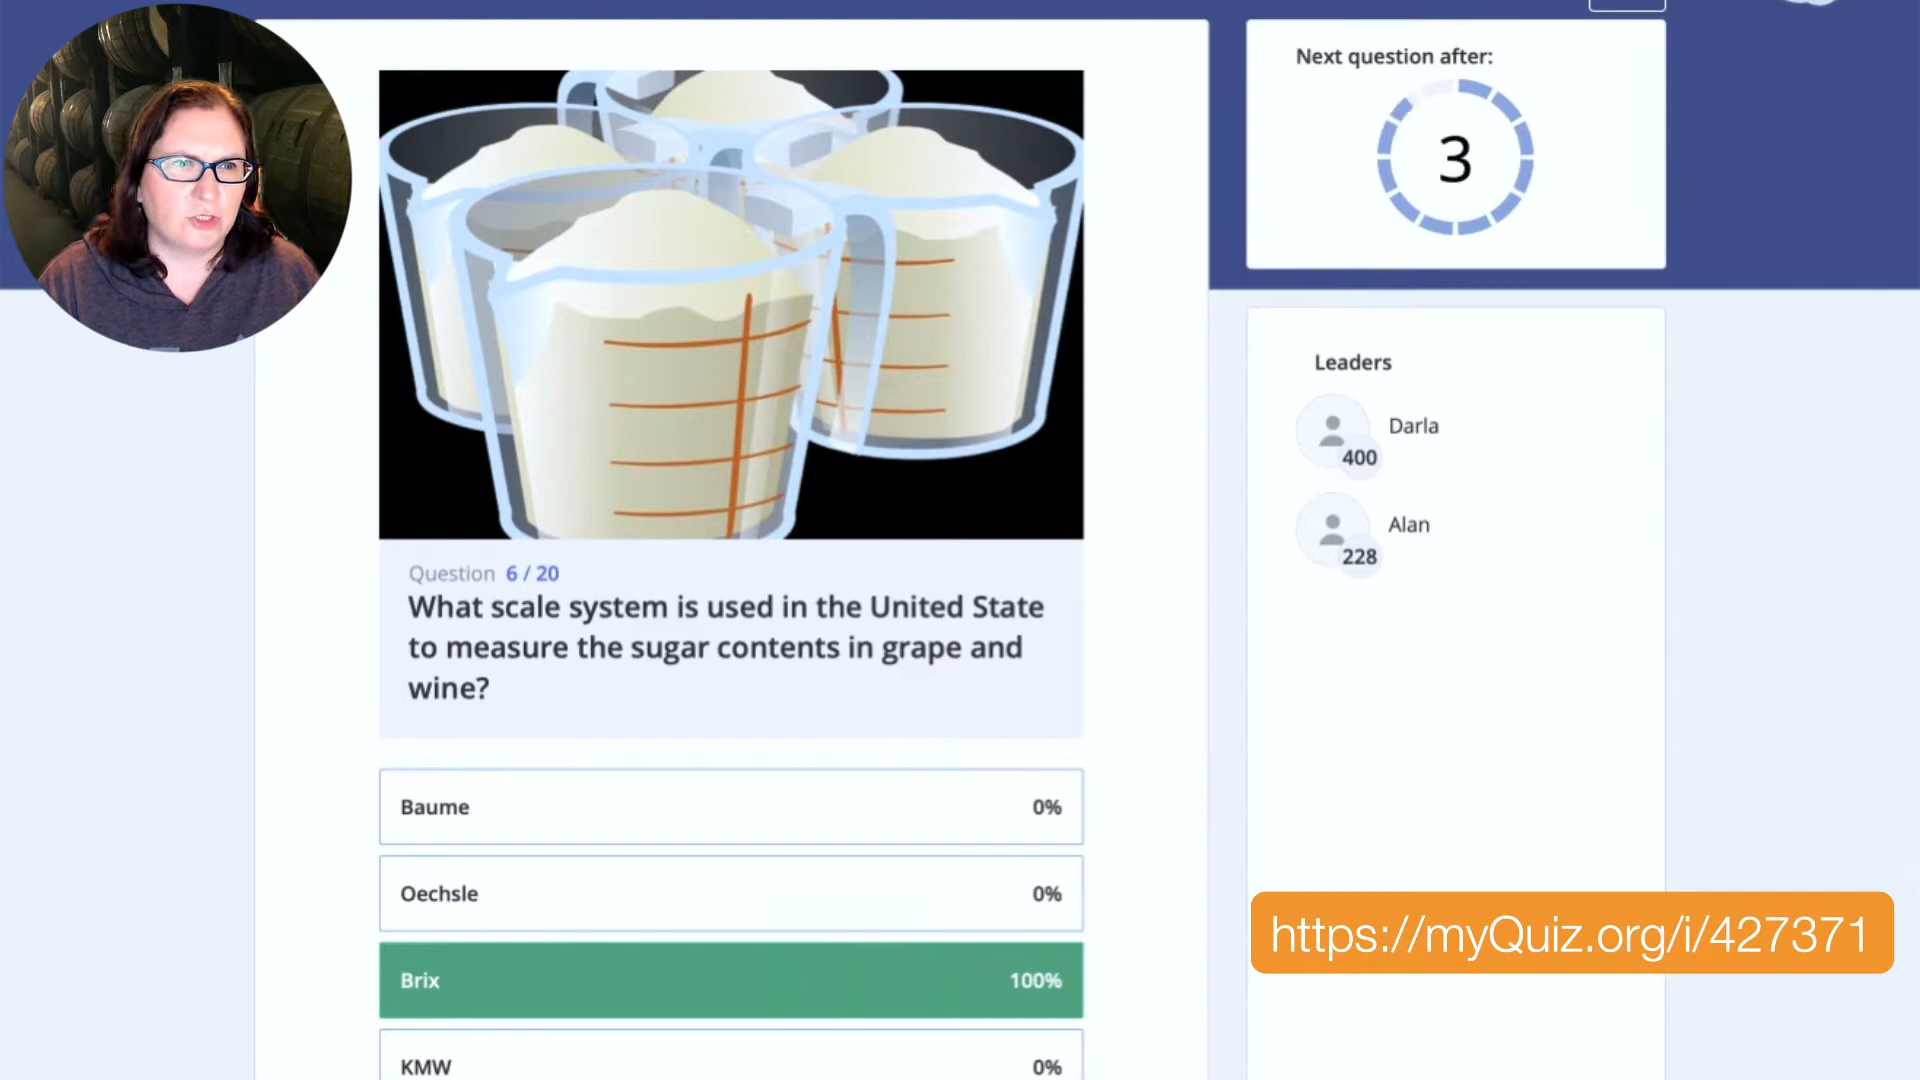 Next question after:
3
Leaders
Darla
400
Alan
228
Question 6 / 20
What scale system is used in the United State
to measure the sugar contents in grape and
wine?
Baume 0%
Oechsle 0%
Brix 100%
KMW 0%
https://myQuiz.org/i/427371